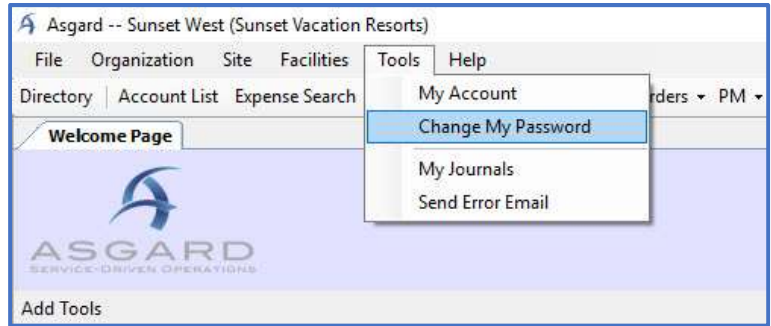 Asgard -- Sunset West (Sunset Vacation Resorts)
File Organization Site Facilities Tools Help
Directory Account List Expense Search rders PM
My Account
Change My Password
My Journals
Send Error Email
Welcome Page
ASGARD
SERVICE-DRIVEN OPERATIONS
Add Tools